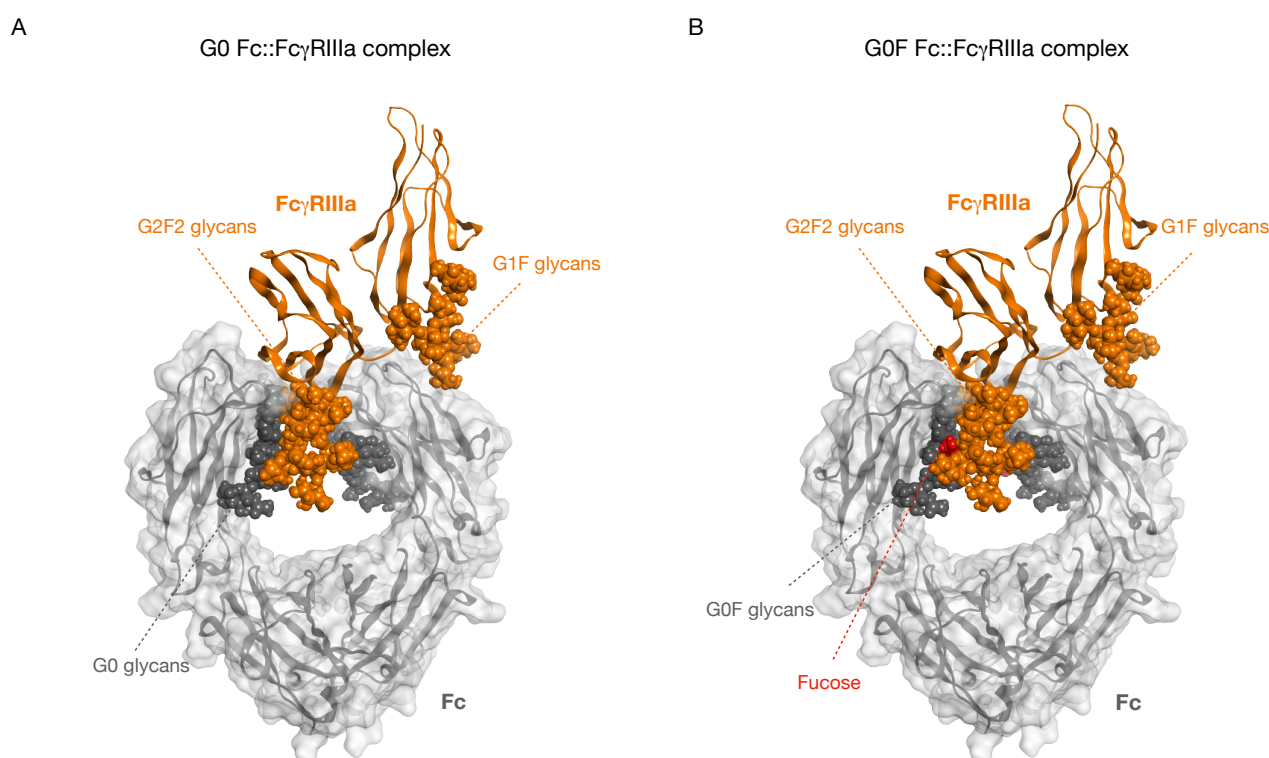 A
G0 Fc::FcγRIIIa complex
FcγRIIIa
G2F2 glycans
G1F glycans
G0 glycans
Fc
B
G0F Fc::FcγRIIIa complex
FcγRIIIa
G2F2 glycans
G1F glycans
G0F glycans
Fucose
Fc